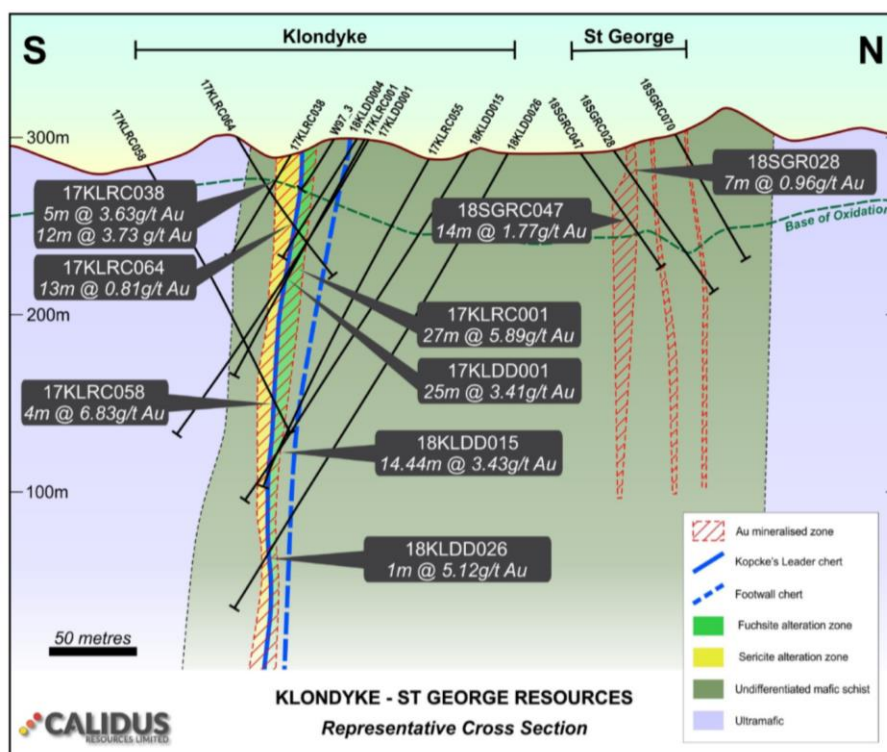 S
Klondyke
St George
N
17KLRC058
17KLRC064
17KLRC038
W97_3
18KLDD004
17KLRC001
17KLDD001
17KLRC055
18KLDD015
18KLDD026
18SGRC047
18SGRC028
18SGRC070
300m
200m
100m
17KLRC038
5m @ 3.63g/t Au
12m @ 3.73 g/t Au
17KLRC064
13m @ 0.81g/t Au
18SGR028
7m @ 0.96g/t Au
18SGRC047
14m @ 1.77g/t Au
Base of Oxidation
17KLRC001
27m @ 5.89g/t Au
17KLDD001
25m @ 3.41g/t Au
17KLRC058
4m @ 6.83g/t Au
18KLDD015
14.44m @ 3.43g/t Au
18KLDD026
1m @ 5.12g/t Au
Au mineralised zone
Kopcke's Leader chert
Footwall chert
Fuchsite alteration zone
Sericite alteration zone
Undifferentiated mafic schist
Ultramafic
50 metres
KLONDYKE - ST GEORGE RESOURCES
Representative Cross Section
CALIDUS
RESOURCES LIMITED